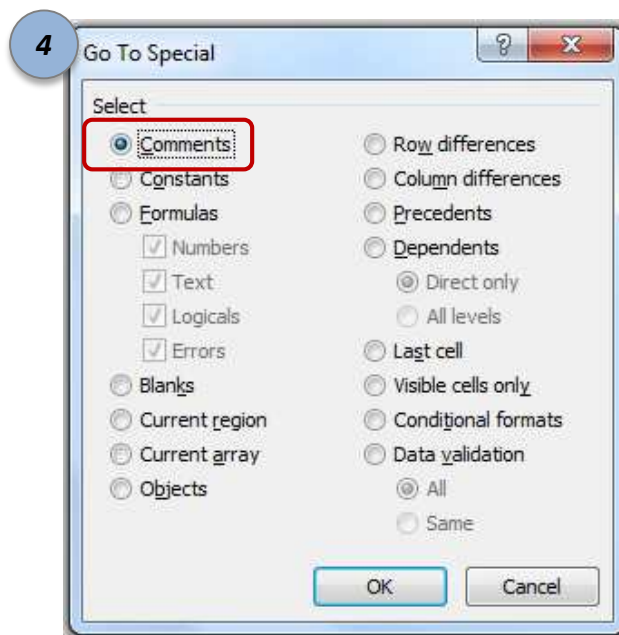 4
Go To Special
Select
Comments
Constants
Formulas
Numbers
Text
Logicals
Errors
Blanks
Current region
Current array
Objects
Row differences
Column differences
Precedents
Dependents
Direct only
All levels
Last cell
Visible cells only
Conditional formats
Data validation
All
Same
OK
Cancel